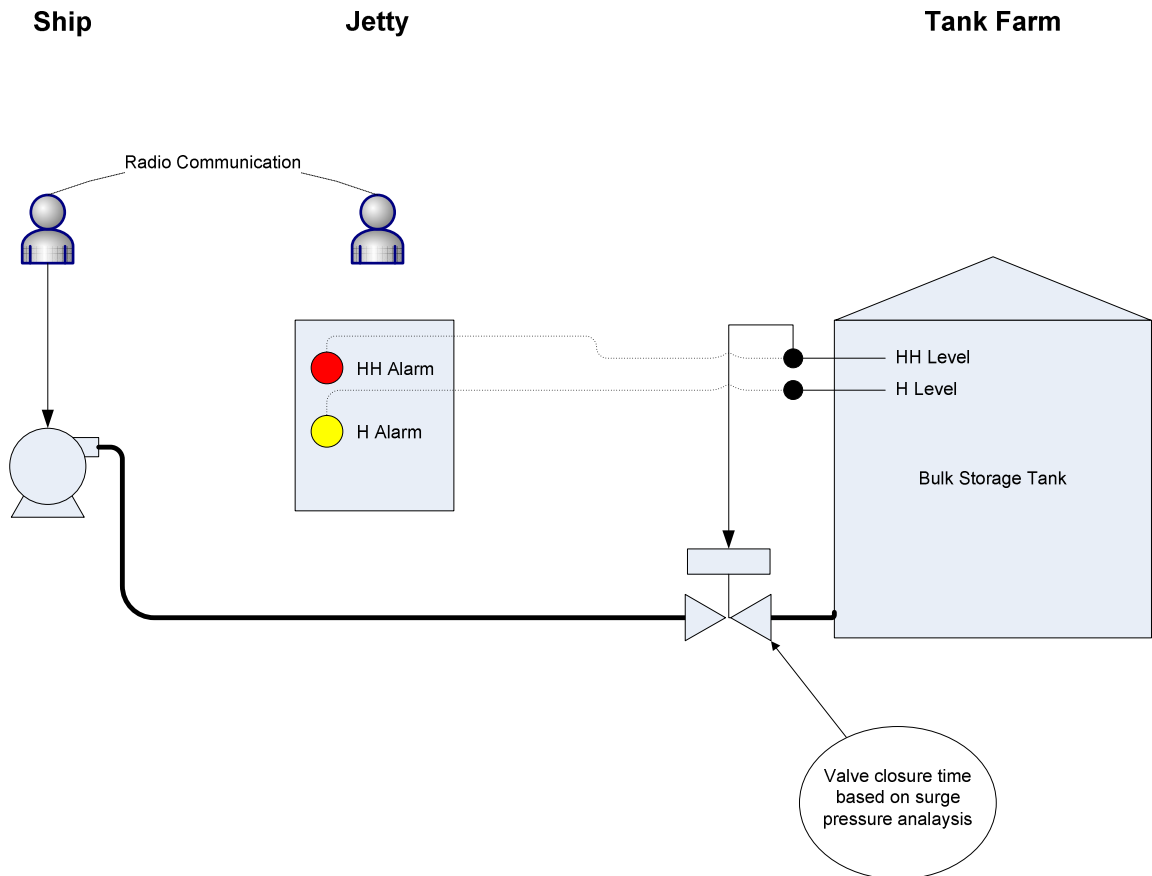 Ship
Jetty
Tank Farm
Radio Communication
HH Alarm
H Alarm
HH Level
H Level
Bulk Storage Tank
Valve closure time
based on surge
pressure analaysis